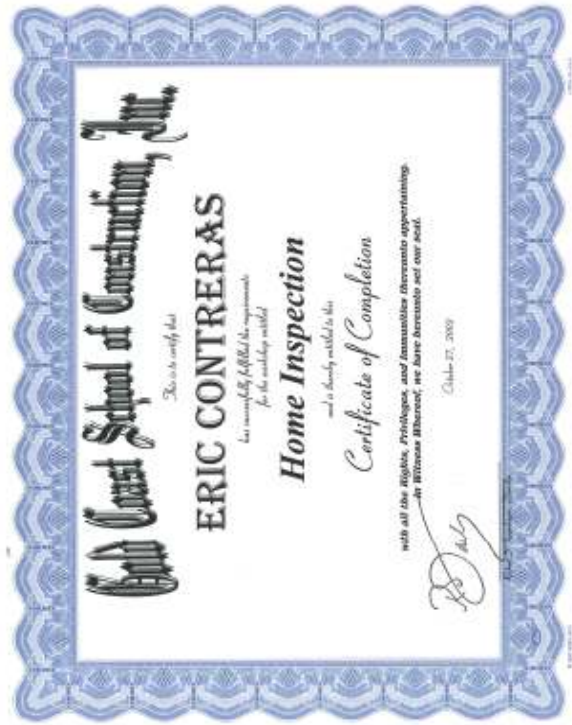 Gold Coast School of Construction, Inc.
This is to certify that
ERIC CONTRERAS
has successfully fulfilled the requirements
for the workshop entitled
Home Inspection
and is thereby entitled to this
Certificate of Completion
with all the Rights, Privileges, and Immunities thereunto appertaining.
In Witness Whereof, we have hereunto set our seal.
October 27,